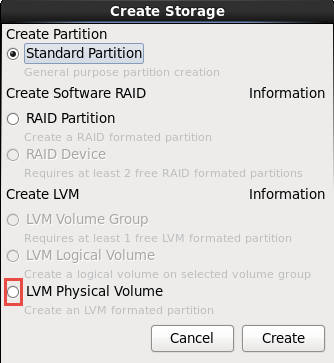 Create Storage
Create Partition
Standard Partition
General purpose partition creation
Create Software RAID Information
RAID Partition
Create a RAID formated partition
RAID Device
Requires at least 2 free RAID formated partitions
Create LVM Information
LVM Volume Group
Requires at least 1 free LVM formated partition
LVM Logical Volume
Create a logical volume on selected volume group
LVM Physical Volume
Create an LVM formated partition
Cancel Create